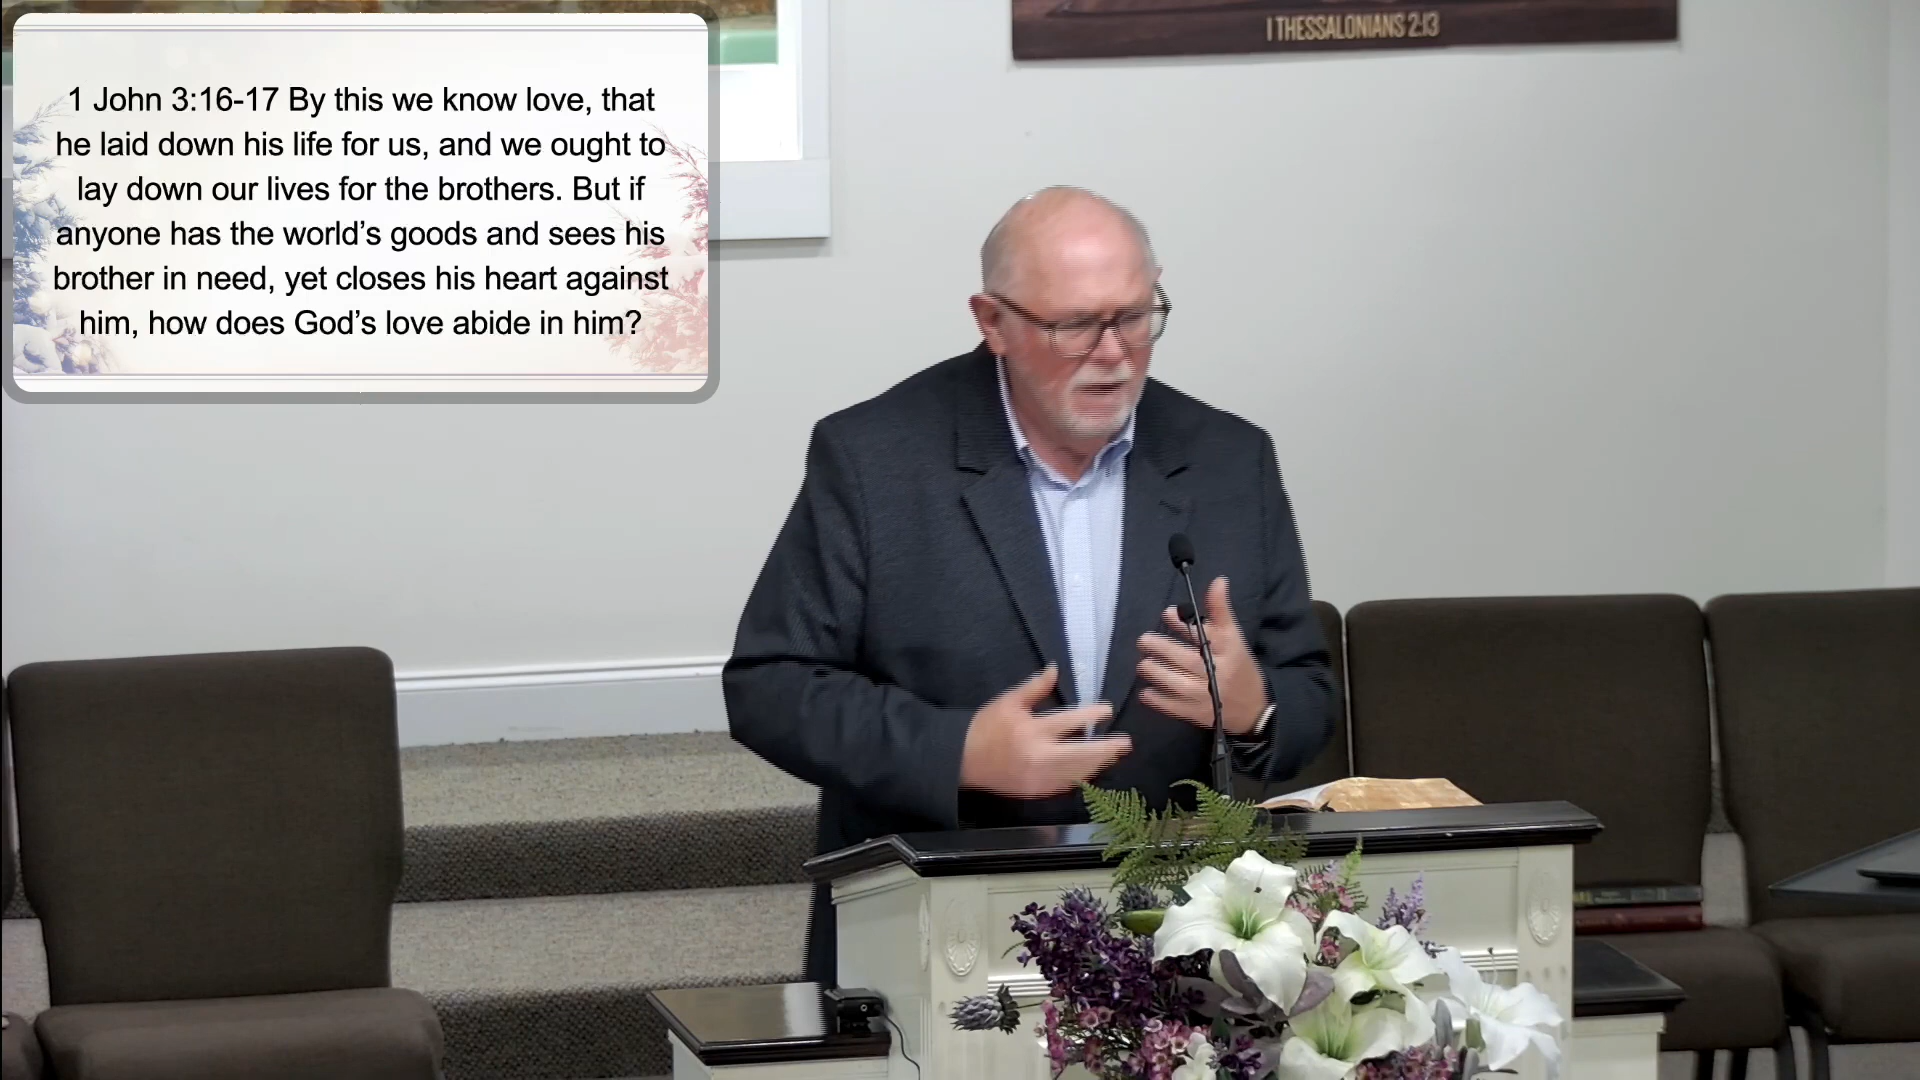 1 John 3:16-17 By this we know love, that
he laid down his life for us, and we ought to
lay down our lives for the brothers. But if
anyone has the world’s goods and sees his
brother in need, yet closes his heart against
him, how does God’s love abide in him?
I THESSALONIANS 2:13